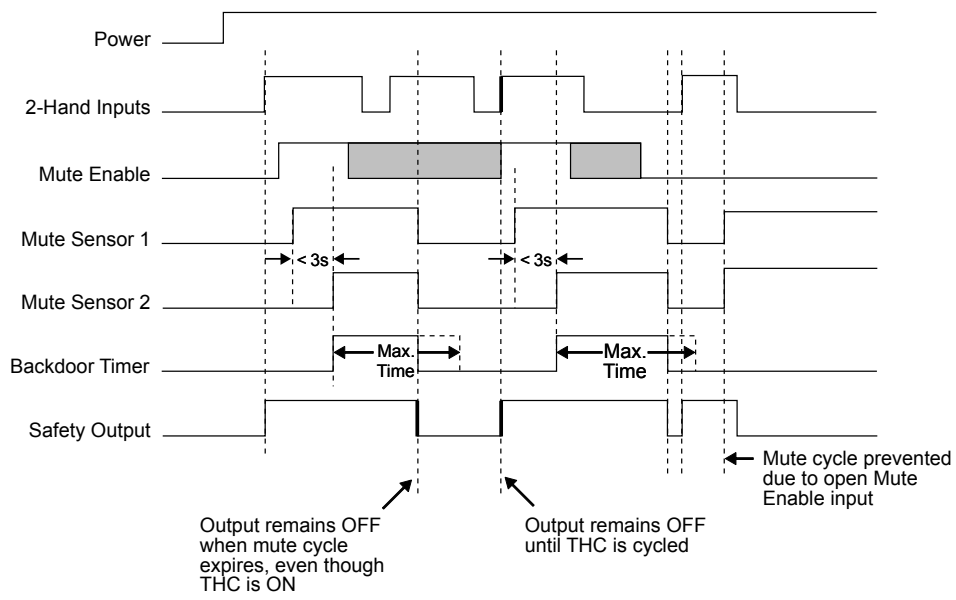 Power
2-Hand Inputs
Mute Enable
Mute Sensor 1
< 3s
< 3s
Mute Sensor 2
Backdoor Timer
Max.
Time
Max.
Time
Safety Output
Mute cycle prevented
due to open Mute
Enable input
Output remains OFF
when mute cycle
expires, even though
THC is ON
Output remains OFF
until THC is cycled